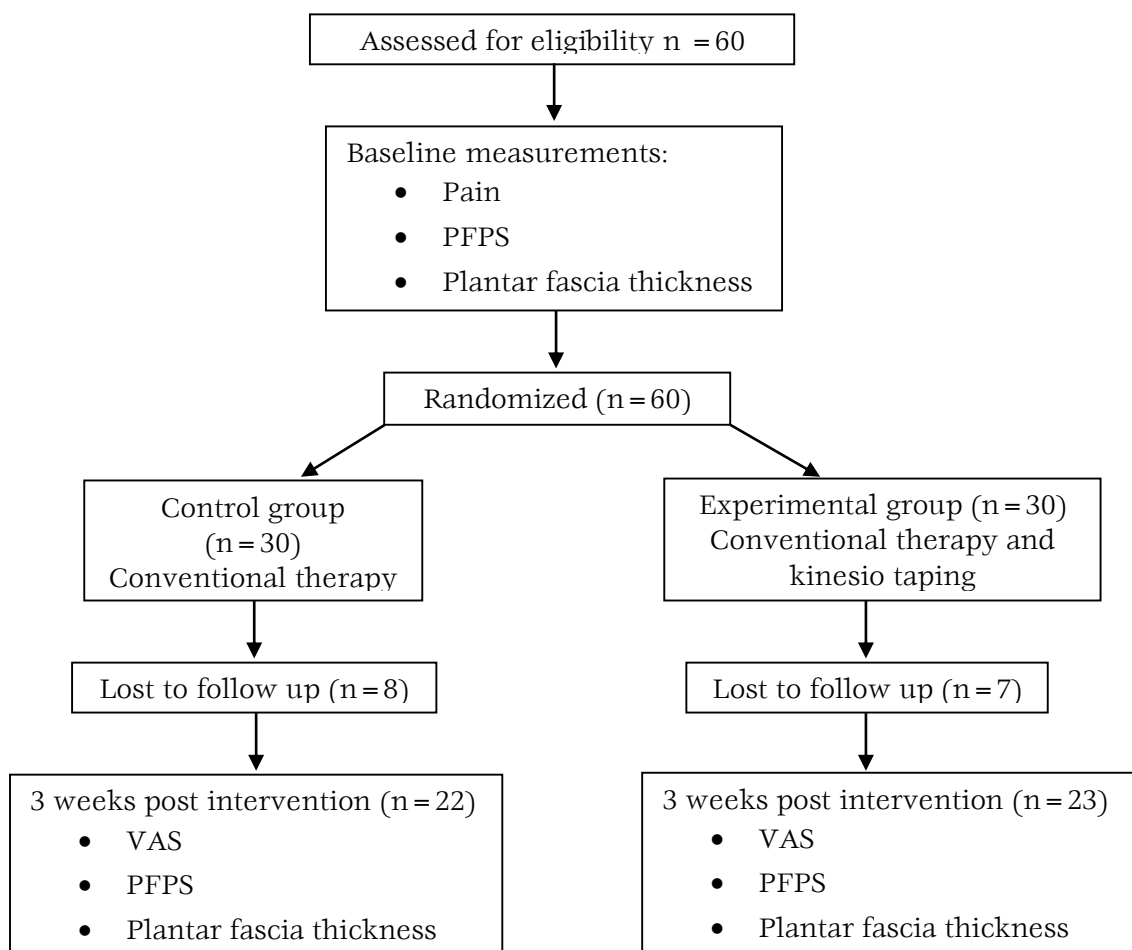 Assessed for eligibility n = 60
Baseline measurements:
• Pain
• PFPS
• Plantar fascia thickness
Randomized (n = 60)
Control group
(n = 30)
Conventional therapy
Experimental group (n = 30)
Conventional therapy and
kinesio taping
Lost to follow up (n = 8)
Lost to follow up (n = 7)
3 weeks post intervention (n=22)
• VAS
• PFPS
• Plantar fascia thickness
3 weeks post intervention (n=23)
• VAS
• PFPS
• Plantar fascia thickness